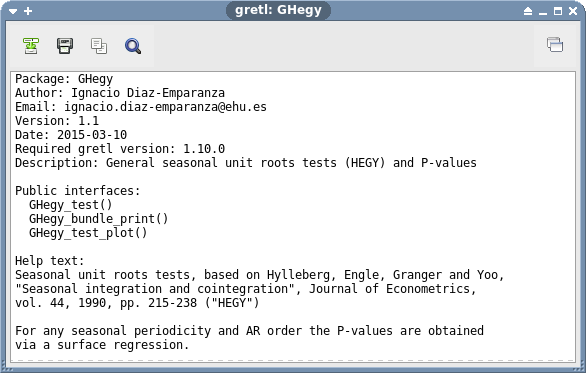 gretl: GHegy
Package: GHegy
Author: Ignacio Diaz-Emparanza
Email: ignacio.diaz-emparanza@ehu.es
Version: 1.1
Date: 2015-03-10
Required gretl version: 1.10.0
Description: General seasonal unit roots tests (HEGY) and P-values
Public interfaces:
GHegy_test()
GHegy_bundle_print()
GHegy_test_plot()
Help text:
Seasonal unit roots tests, based on Hylleberg, Engle, Granger and Yoo,
"Seasonal integration and cointegration", Journal of Econometrics,
vol. 44, 1990, pp. 215-238 ("HEGY")
For any seasonal periodicity and AR order the P-values are obtained
via a surface regression.